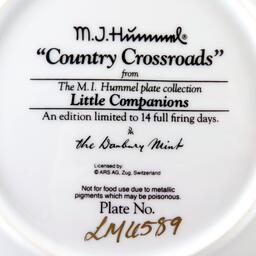 M.J. Hummel®
"Country Crossroads"
from
The M.I. Hummel plate collection
Little Companions
An edition limited to 14 full firing days.
the Danbury Mint
Licensed by:
© ARS AG, Zug, Switzerland
Not for food use due to metallic
pigments which may be poisonous.
Plate No.
LM4589